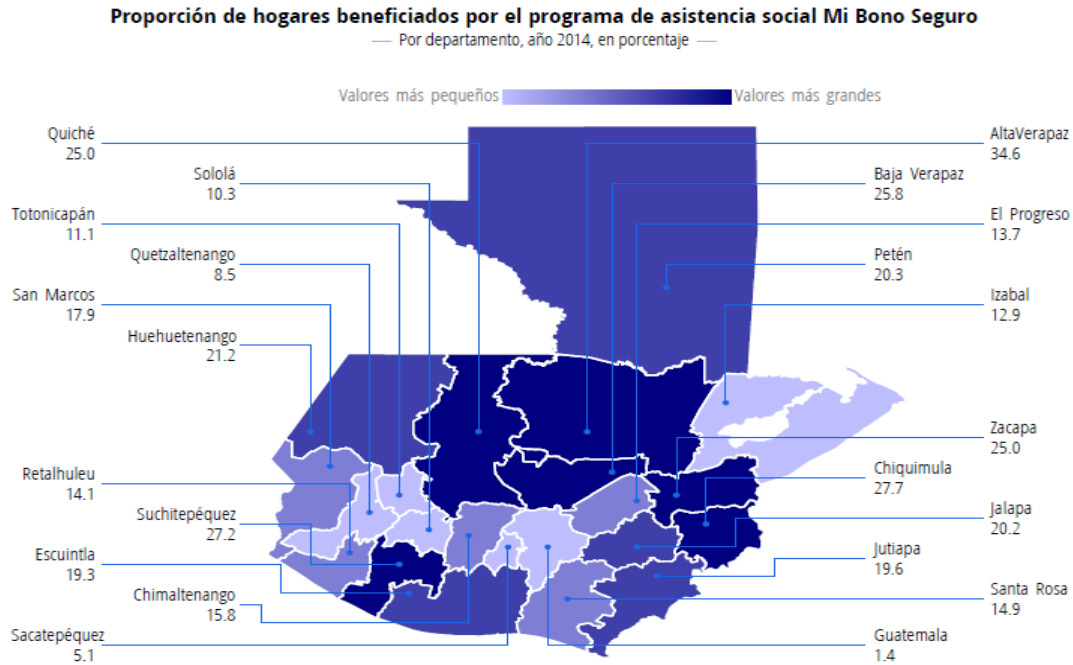 Proporción de hogares beneficiados por el programa de asistencia social Mi Bono Seguro
Por departamento, año 2014, en porcentaje
Valores más pequeños
Valores más grandes
Quiché
25.0
Sololá
10.3
Totonicapán
11.1
Quetzaltenango
8.5
San Marcos
17.9
Huehuetenango
21.2
Retalhuleu
14.1
Suchitepéquez
27.2
Escuintla
19.3
Chimaltenango
15.8
Sacatepéquez
5.1
AltaVerapaz
34.6
Baja Verapaz
25.8
El Progreso
13.7
Petén
20.3
Izabal
12.9
Zacapa
25.0
Chiquimula
27.7
Jalapa
20.2
Jutiapa
19.6
Santa Rosa
14.9
Guatemala
1.4